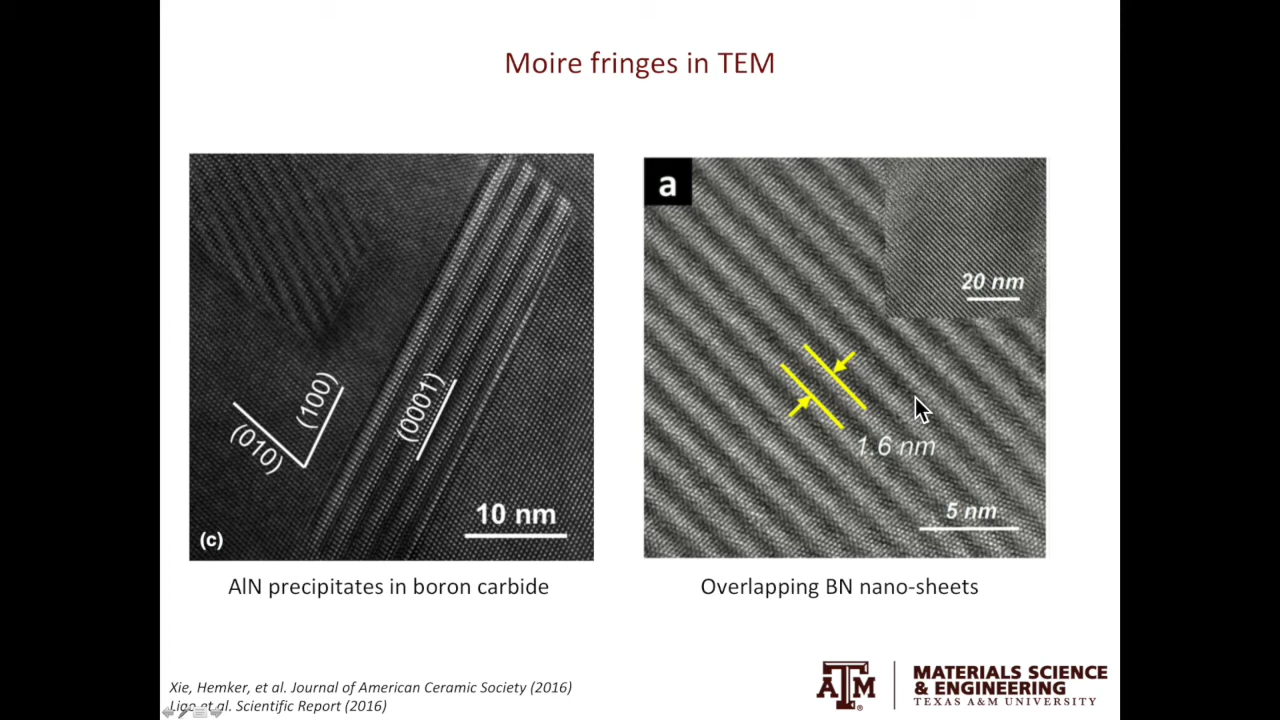 Moire fringes in TEM
(010)
(100)
(0001)
10 nm
(c)
a
20 nm
1.6 nm
5 nm
AlN precipitates in boron carbide
Overlapping BN nano-sheets
Xie, Hemker, et al. Journal of American Ceramic Society (2016)
Liao et al. Scientific Report (2016)
ATM
MATERIALS SCIENCE
& ENGINEERING
TEXAS A&M UNIVERSITY